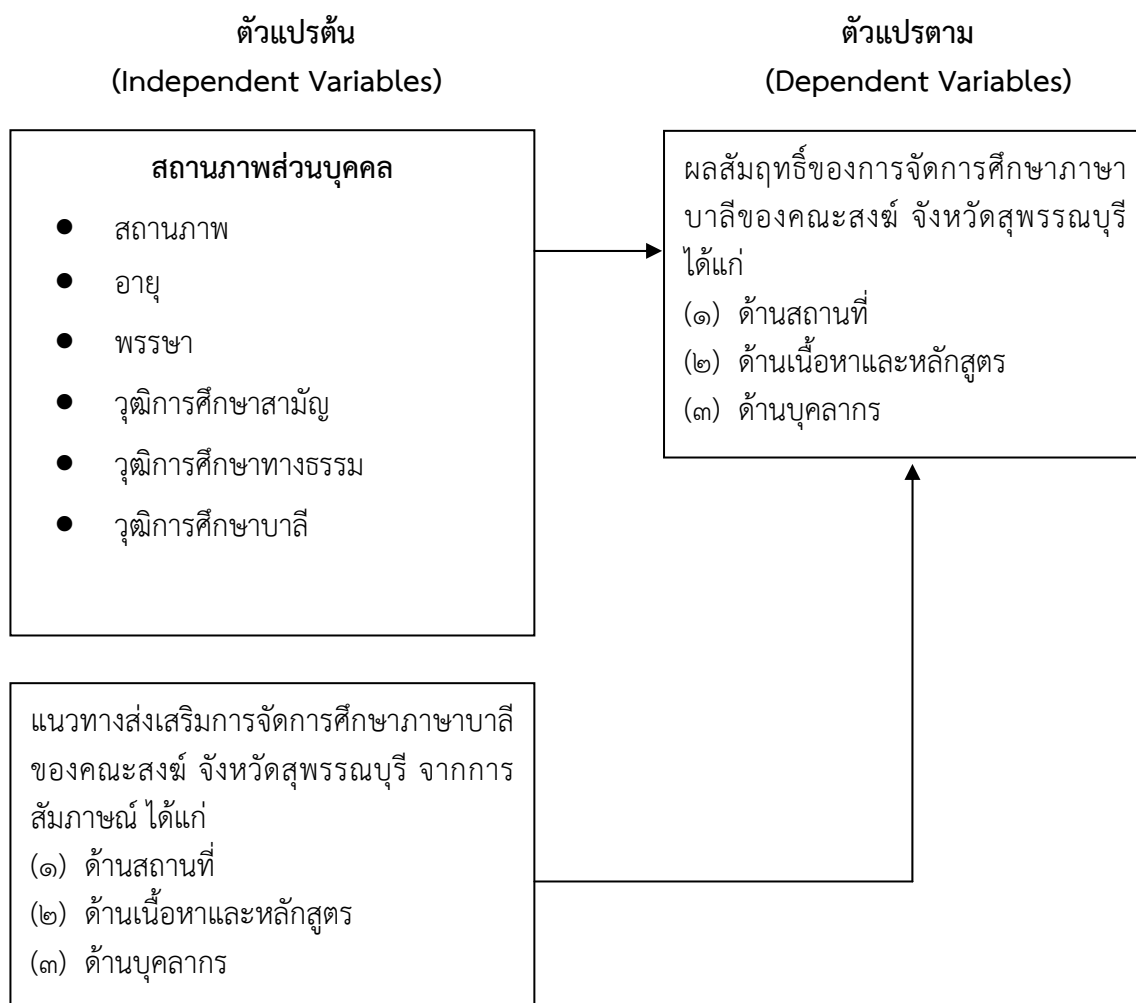 ตัวแปรต้น
(Independent Variables)
ตัวแปรตาม
(Dependent Variables)
สถานภาพส่วนบุคคล
● สถานภาพ
● อายุ
● พรรษา
● วุฒิการศึกษาสามัญ
● วุฒิการศึกษาทางธรรม
● วุฒิการศึกษาบาลี
ผลสัมฤทธิ์ของการจัดการศึกษาภาษา
บาลีของคณะสงฆ์ จังหวัดสุพรรณบุรี
ได้แก่
(๑) ด้านสถานที่
(๒) ด้านเนื้อหาและหลักสูตร
(๓) ด้านบุคลากร
แนวทางส่งเสริมการจัดการศึกษาภาษาบาลี
ของคณะสงฆ์ จังหวัดสุพรรณบุรี จากการ
สัมภาษณ์ ได้แก่
(๑) ด้านสถานที่
(๒) ด้านเนื้อหาและหลักสูตร
(๓) ด้านบุคลากร